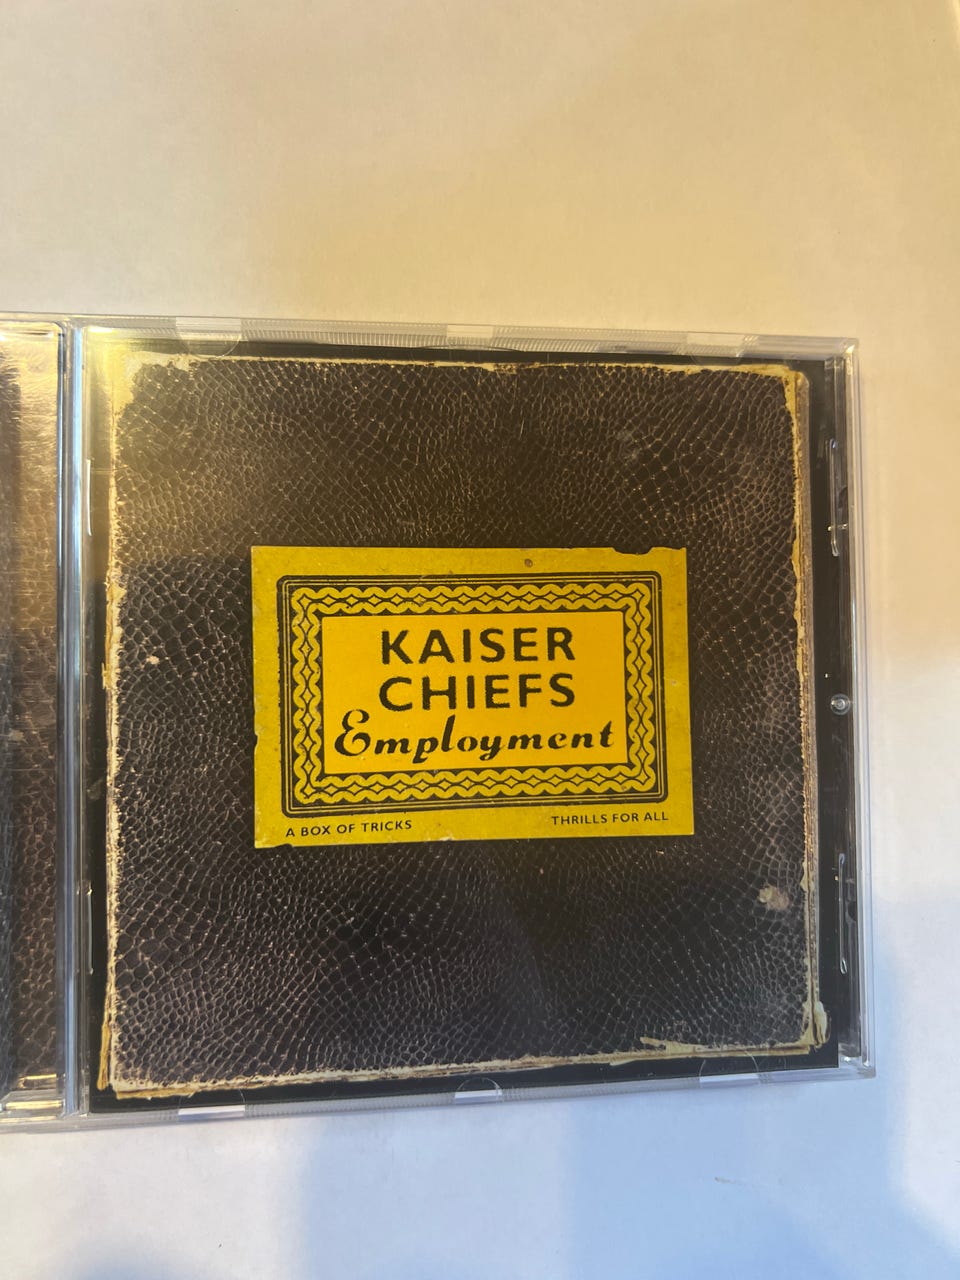 KAISER
CHIEFS
Employment
A BOX OF TRICKS
THRILLS FOR ALL